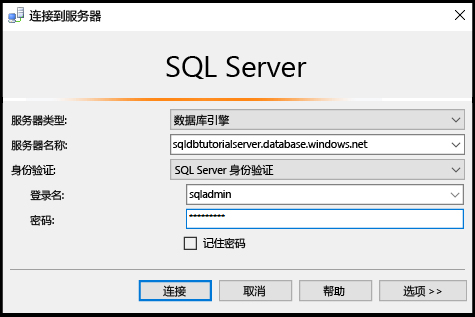 连接到服务器
SQL Server
服务器类型: 数据库引擎
服务器名称: sqldbtutorialserver.database.windows.net
身份验证: SQL Server 身份验证
登录名: sqladmin
密码: *********
记住密码
连接 取消 帮助 选项 >>